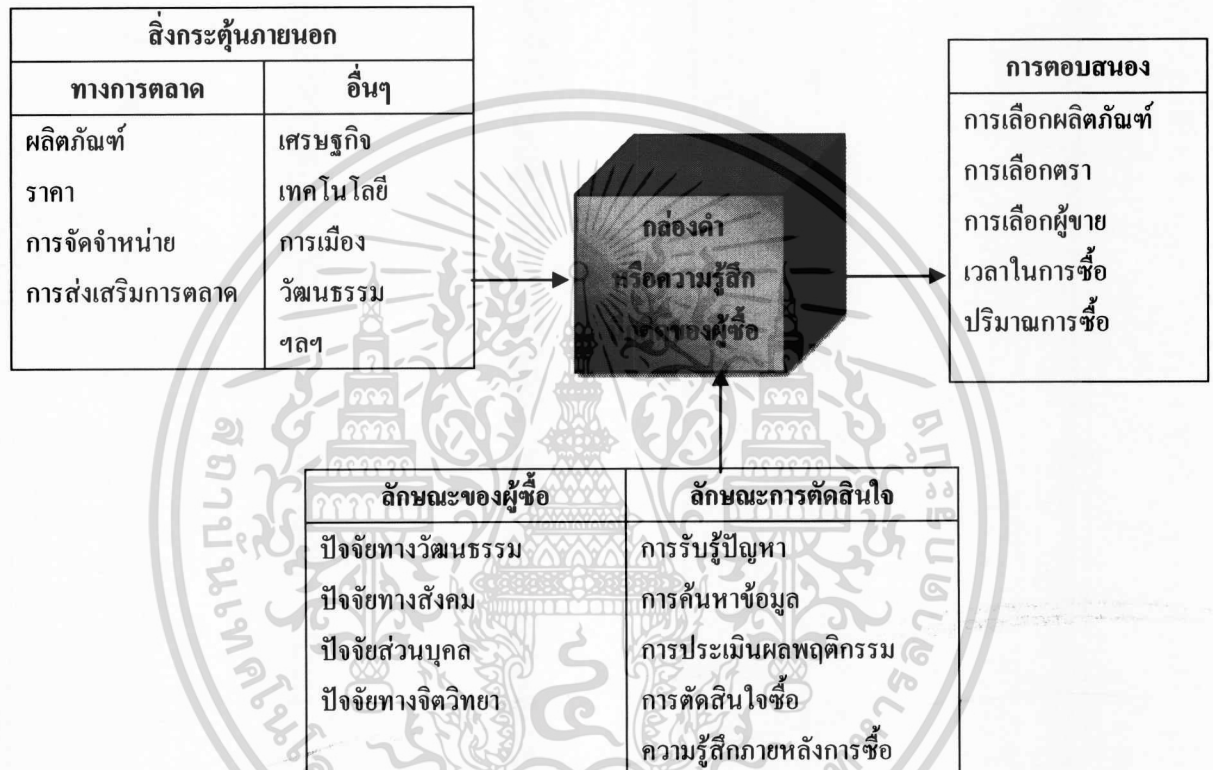 สิ่งกระตุ้นภายนอก
ทางการตลาด
อื่นๆ
ผลิตภัณฑ์
ราคา
การจัดจำหน่าย
การส่งเสริมการตลาด
เศรษฐกิจ
เทคโนโลยี
การเมือง
วัฒนธรรม
ฯลฯ
กล่องดำ
หรือความรู้สึก
ของผู้ซื้อ
การตอบสนอง
การเลือกผลิตภัณฑ์
การเลือกตรา
การเลือกผู้ขาย
เวลาในการซื้อ
ปริมาณการซื้อ
ลักษณะของผู้ซื้อ
ปัจจัยทางวัฒนธรรม
ปัจจัยทางสังคม
ปัจจัยส่วนบุคคล
ปัจจัยทางจิตวิทยา
ลักษณะการตัดสินใจ
การรับรู้ปัญหา
การค้นหาข้อมูล
การประเมินผลพฤติกรรม
การตัดสินใจซื้อ
ความรู้สึกภายหลังการซื้อ